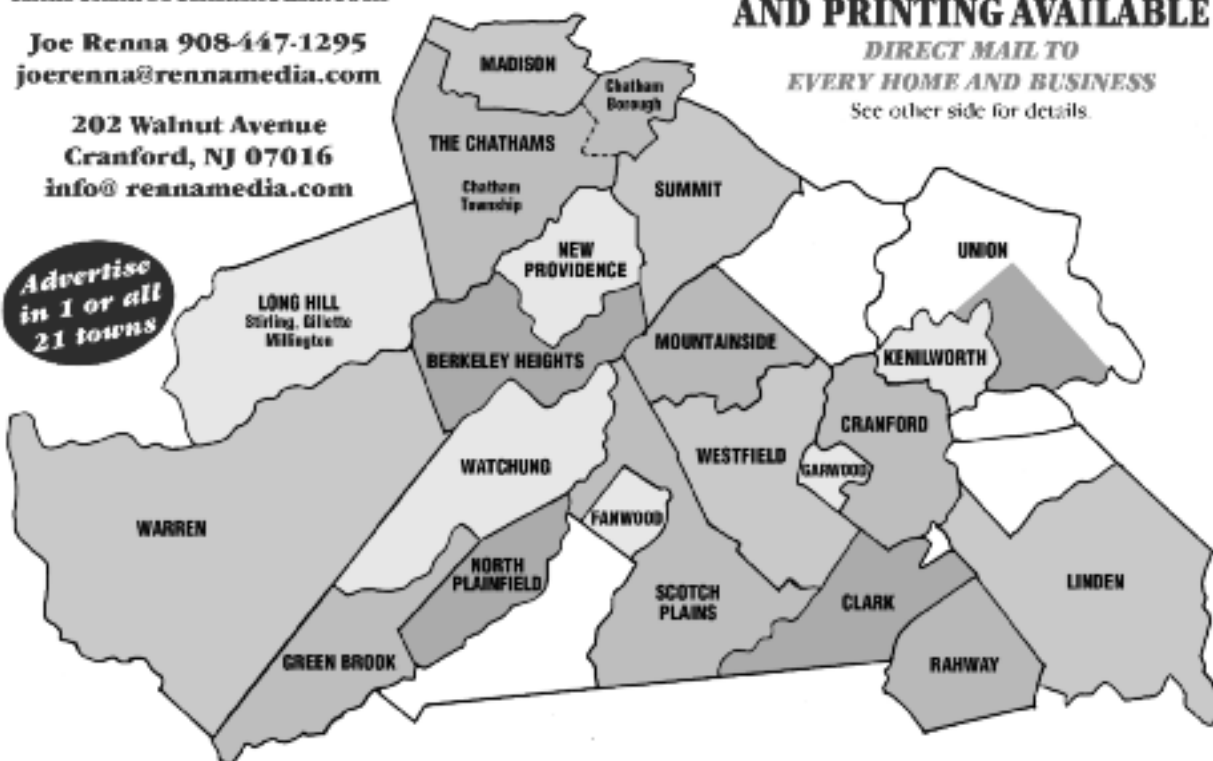 Joe Renna 908-447-1295
joerenna@rennamedia.com
202 Walnut Avenue
Cranford, NJ 07016
info@ rennamedia.com
AND PRINTING AVAILABLE
DIRECT MAIL TO
EVERY HOME AND BUSINESS
See other side for details.
Advertise
in 1 or all
21 towns
MADISON
Chatham
Borough
THE CHATHAMS
Chatham
Township
SUMMIT
NEW
PROVIDENCE
UNION
LONG HILL
Stirling, Gillette
Millington
BERKELEY HEIGHTS
MOUNTAINSIDE
KENILWORTH
CRANFORD
WATCHUNG
WESTFIELD
GARWOOD
WARREN
FANWOOD
NORTH
PLAINFIELD
SCOTCH
PLAINS
CLARK
LINDEN
GREEN BROOK
RAHWAY